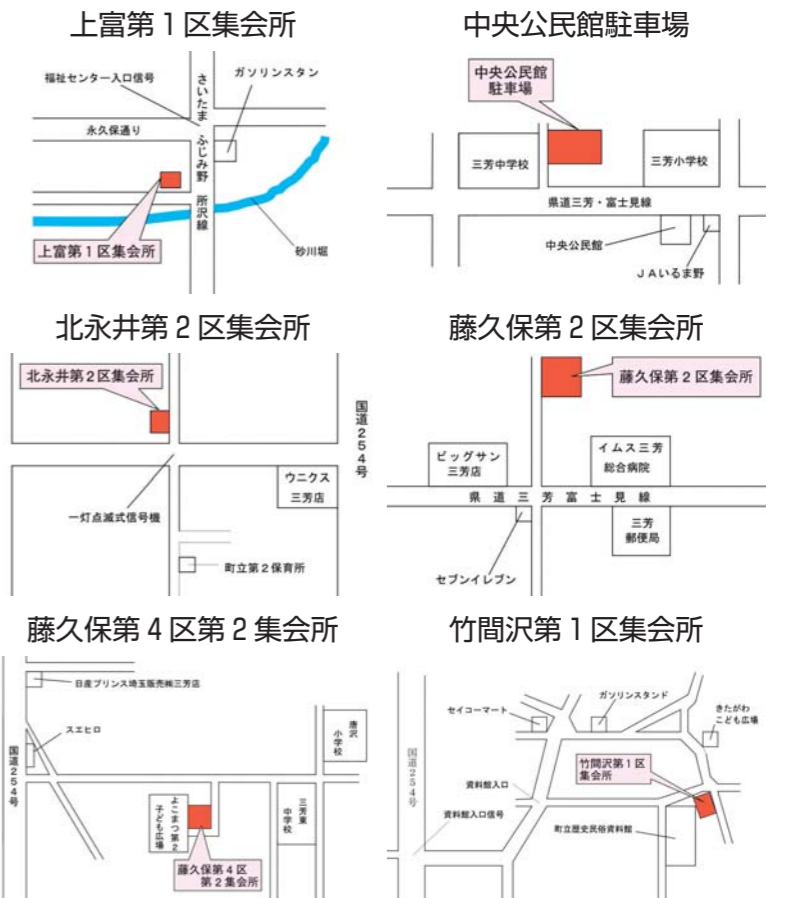 上富第1区集会所
福祉センター入口信号
ガソリンスタン
さいたま ふじみ野 所沢線
永久保通り
上富第1区集会所
砂川堀
中央公民館駐車場
中央公民館
駐車場
三芳中学校
三芳小学校
県道三芳・富士見線
中央公民館
JAいるま野
北永井第2区集会所
北永井第2区集会所
国道254号
ウニクス
三芳店
一灯点滅式信号機
町立第2保育所
藤久保第2区集会所
藤久保第2区集会所
ビッグサン
三芳店
イムス三芳
総合病院
県道三芳富士見線
三芳
郵便局
セブンイレブン
藤久保第4区第2集会所
日産プリンス埼玉販売㈱三芳店
スエヒロ
唐沢
小学校
国道254号
よこまつ第2
子ども広場
三芳東
中学校
藤久保第4区
第2集会所
竹間沢第1区集会所
セイコーマート
ガソリンスタンド
きたがわ
こども広場
国道254号
竹間沢第1区
集会所
資料館入口
資料館入口信号
町立歴史民俗資料館